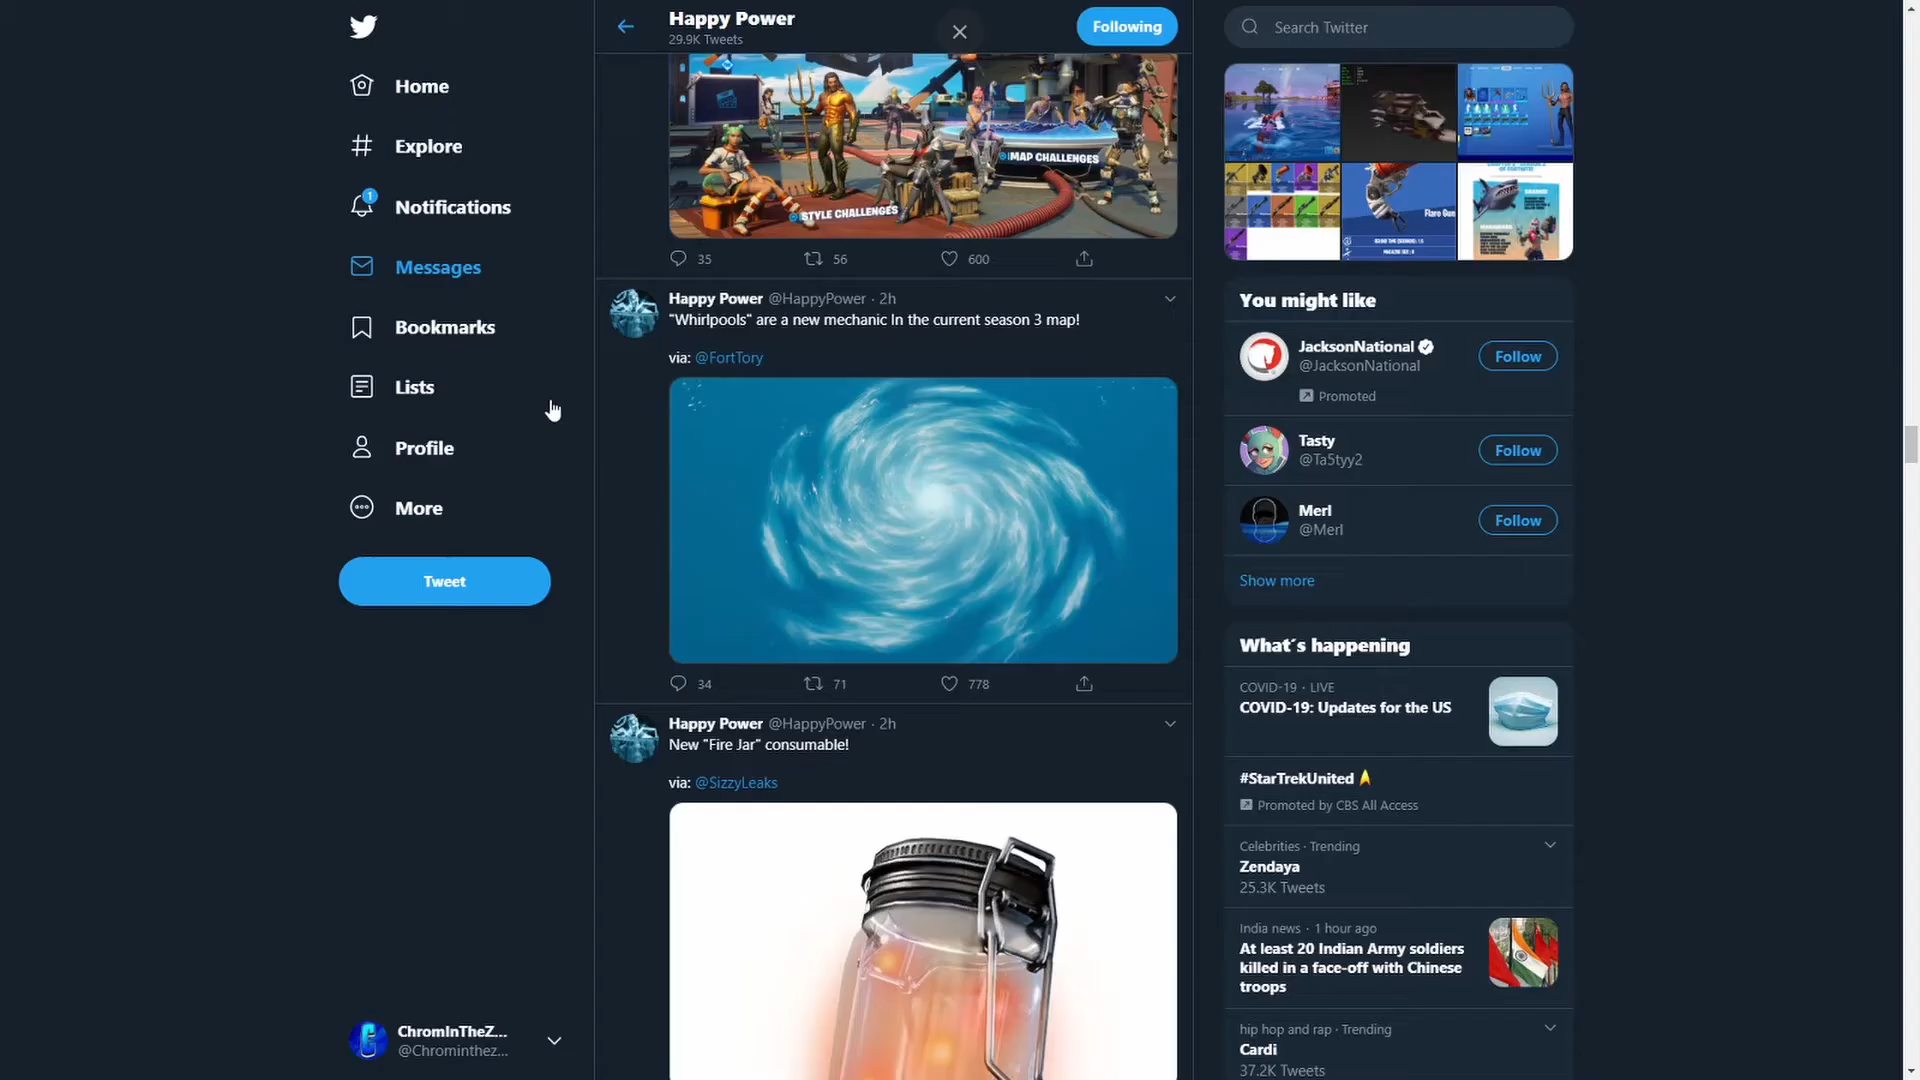 Home
Explore
1
Notifications
Messages
Bookmarks
Lists
Profile
More
Tweet
ChromInTheZ...
@Chrominthez...
Happy Power
29.9K Tweets
Following
MAP CHALLENGES
STYLE CHALLENGES
35
56
600
Happy Power @HappyPower · 2h
"Whirlpools" are a new mechanic In the current season 3 map!
via: @FortTory
34
71
778
Happy Power @HappyPower · 2h
New "Fire Jar" consumable!
via: @SizzyLeaks
Search Twitter
Flare Gun
You might like
JacksonNational
@JacksonNational
Promoted
Follow
Tasty
@Ta5tyy2
Follow
Merl
@Merl
Follow
Show more
What's happening
COVID-19 · LIVE
COVID-19: Updates for the US
#StarTrekUnited
Promoted by CBS All Access
Celebrities · Trending
Zendaya
25.3K Tweets
India news · 1 hour ago
At least 20 Indian Army soldiers
killed in a face-off with Chinese
troops
hip hop and rap · Trending
Cardi
37.2K Tweets